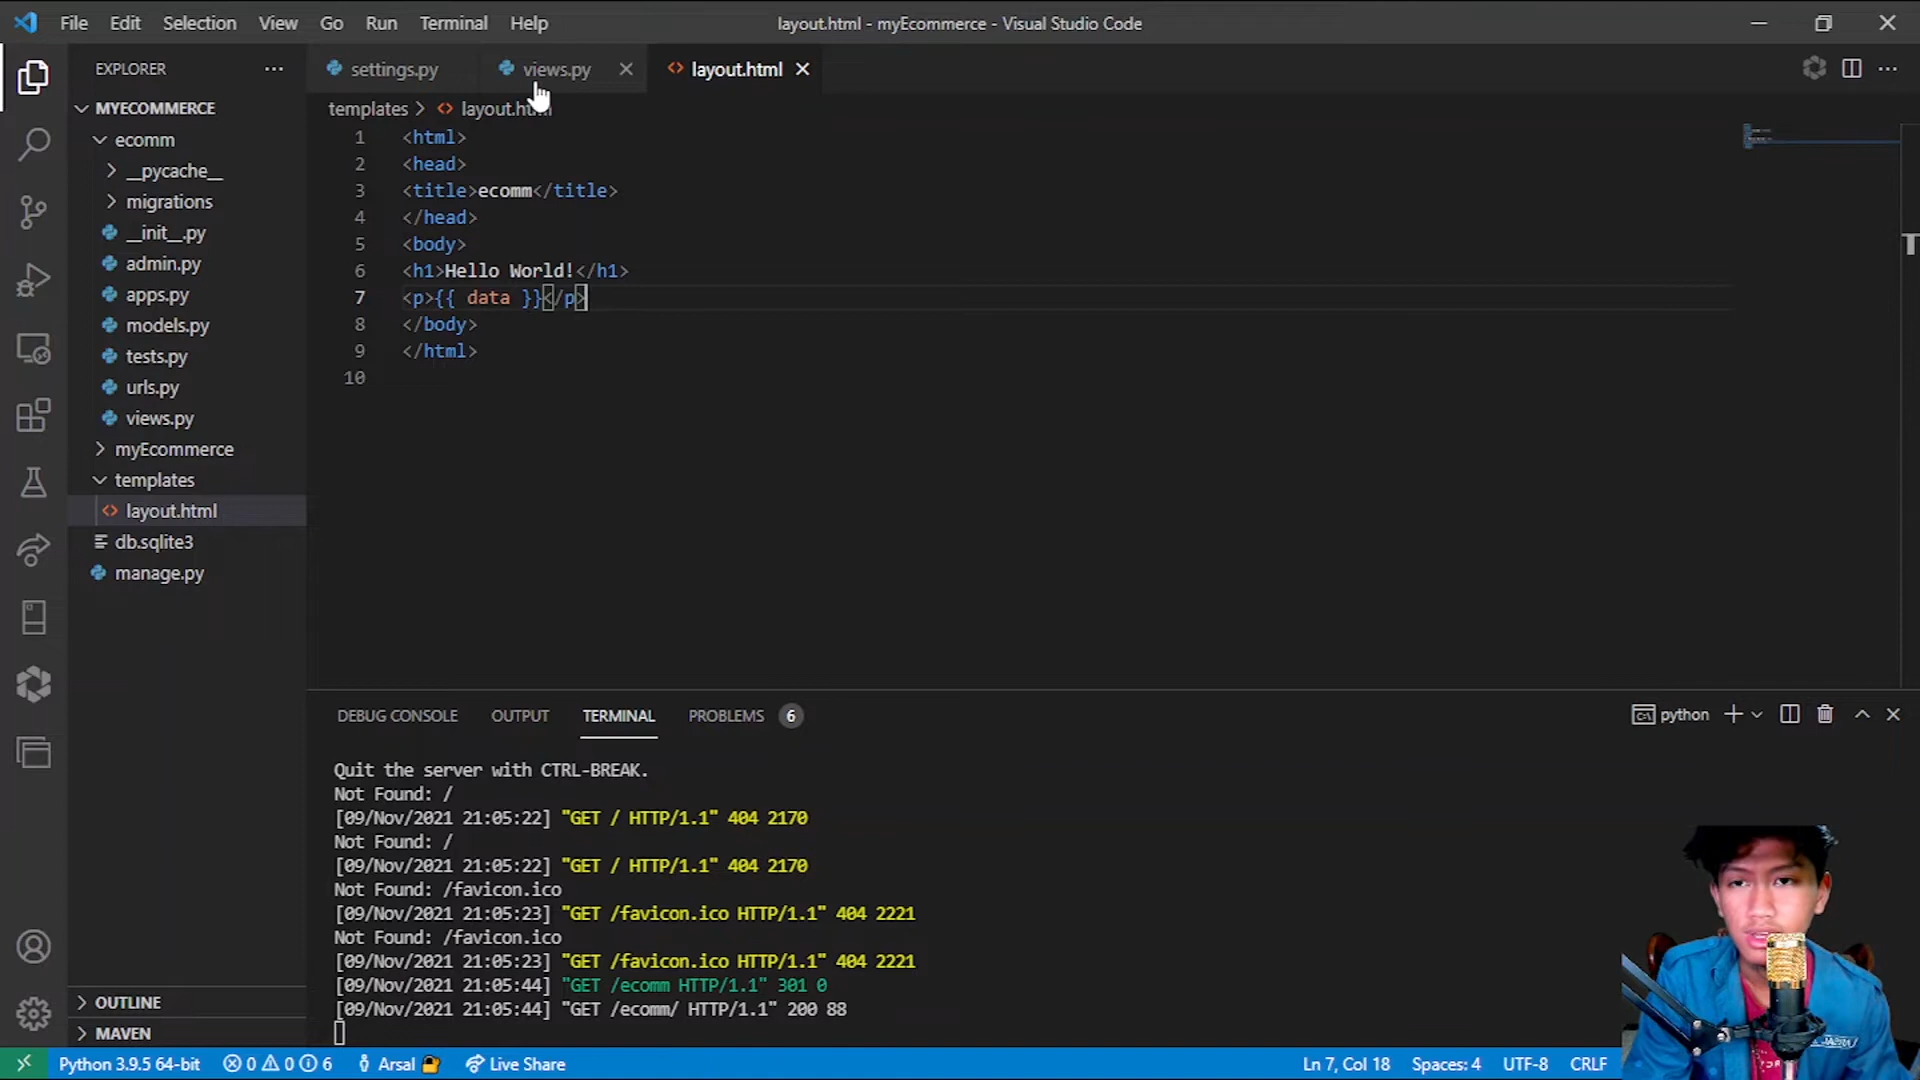 File Edit Selection View Go Run Terminal Help
layout.html - myEcommerce - Visual Studio Code
EXPLORER
MYECOMMERCE
ecomm
__pycache__
migrations
__init__.py
admin.py
apps.py
models.py
tests.py
urls.py
views.py
myEcommerce
templates
layout.html
db.sqlite3
manage.py
OUTLINE
MAVEN
settings.py views.py layout.html
templates > layout.html
1 <html>
2 <head>
3 <title>ecomm</title>
4 </head>
5 <body>
6 <h1>Hello World!</h1>
7 <p>{{ data }}</p>
8 </body>
9 </html>
10
DEBUG CONSOLE OUTPUT TERMINAL PROBLEMS 6
python
Quit the server with CTRL-BREAK.
Not Found: /
[09/Nov/2021 21:05:22] "GET / HTTP/1.1" 404 2170
Not Found: /
[09/Nov/2021 21:05:22] "GET / HTTP/1.1" 404 2170
Not Found: /favicon.ico
[09/Nov/2021 21:05:23] "GET /favicon.ico HTTP/1.1" 404 2221
Not Found: /favicon.ico
[09/Nov/2021 21:05:23] "GET /favicon.ico HTTP/1.1" 404 2221
[09/Nov/2021 21:05:44] "GET /ecomm HTTP/1.1" 301 0
[09/Nov/2021 21:05:44] "GET /ecomm/ HTTP/1.1" 200 88
Python 3.9.5 64-bit 0 0 6 Arsal Live Share Ln 7, Col 18 Spaces: 4 UTF-8 CRLF